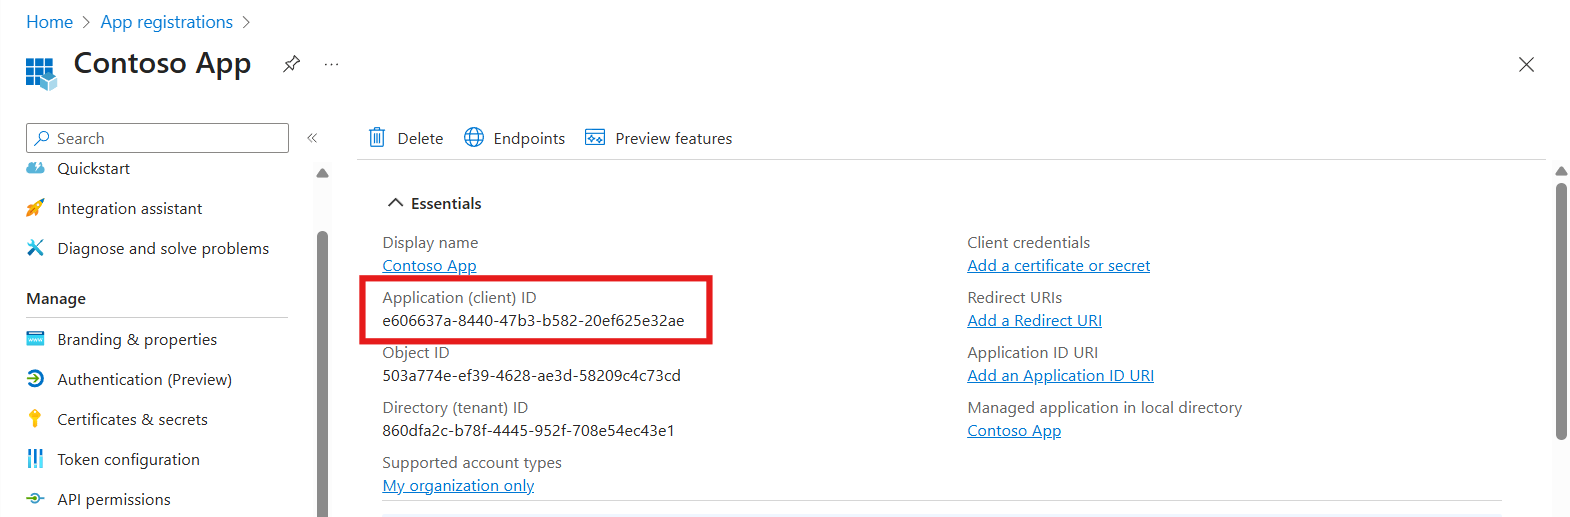 Home > App registrations >
Contoso App
Search
Quickstart
Integration assistant
Diagnose and solve problems
Manage
Branding & properties
Authentication (Preview)
Certificates & secrets
Token configuration
API permissions
Delete Endpoints Preview features
Essentials
Display name
Contoso App
Application (client) ID
e606637a-8440-47b3-b582-20ef625e32ae
Object ID
503a774e-ef39-4628-ae3d-58209c4c73cd
Directory (tenant) ID
860dfa2c-b78f-4445-952f-708e54ec43e1
Supported account types
My organization only
Client credentials
Add a certificate or secret
Redirect URIs
Add a Redirect URI
Application ID URI
Add an Application ID URI
Managed application in local directory
Contoso App